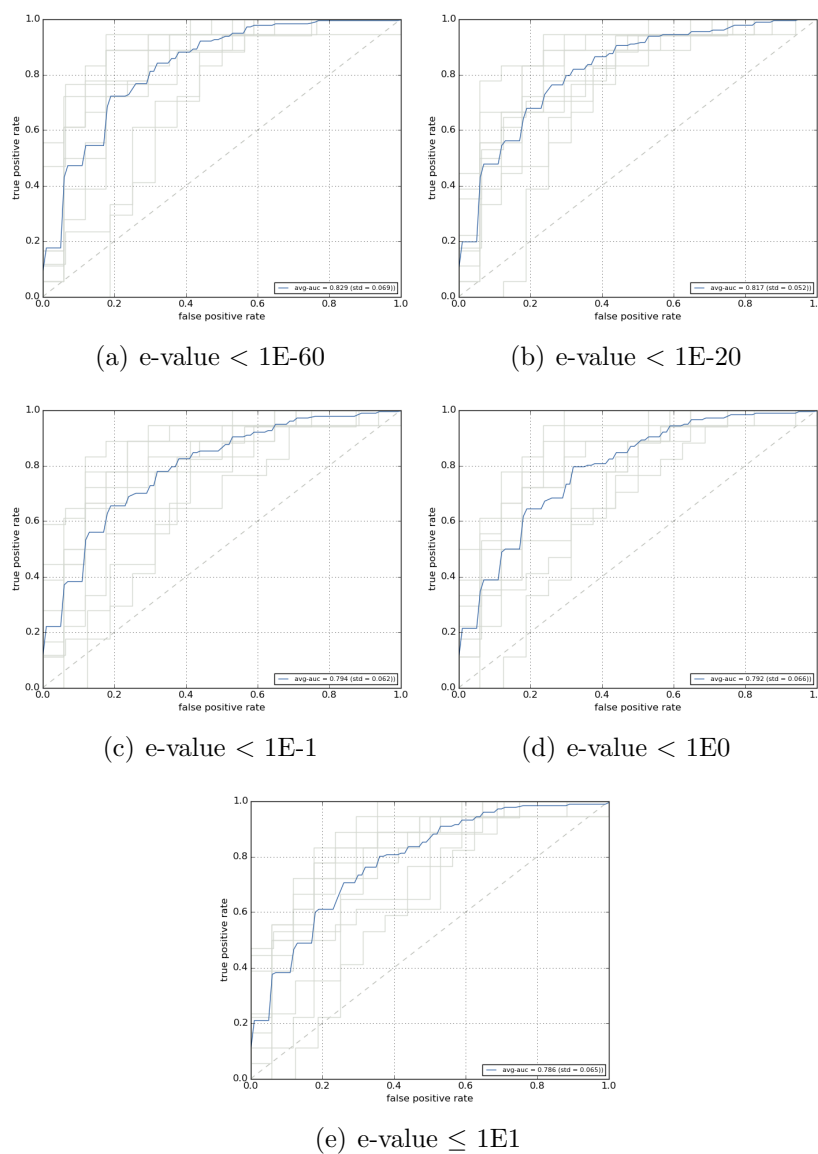 1.0
0.8
0.6
0.4
0.2
0.0
0.0 0.2 0.4 0.6 0.8 1.0
true positive rate
false positive rate
avg-auc = 0.829 (std = 0.069))
(a) e-value < 1E-60
1.0
0.8
0.6
0.4
0.2
0.0
0.0 0.2 0.4 0.6 0.8 1.
true positive rate
false positive rate
avg-auc = 0.817 (std = 0.052))
(b) e-value < 1E-20
1.0
0.8
0.6
0.4
0.2
0.0
0.0 0.2 0.4 0.6 0.8 1.0
true positive rate
false positive rate
avg-auc = 0.794 (std = 0.062))
(c) e-value < 1E-1
1.0
0.8
0.6
0.4
0.2
0.0
0.0 0.2 0.4 0.6 0.8 1.
true positive rate
false positive rate
avg-auc = 0.792 (std = 0.066))
(d) e-value < 1E0
1.0
0.8
0.6
0.4
0.2
0.0
0.0 0.2 0.4 0.6 0.8 1.0
true positive rate
false positive rate
avg-auc = 0.786 (std = 0.065))
(e) e-value ≤ 1E1